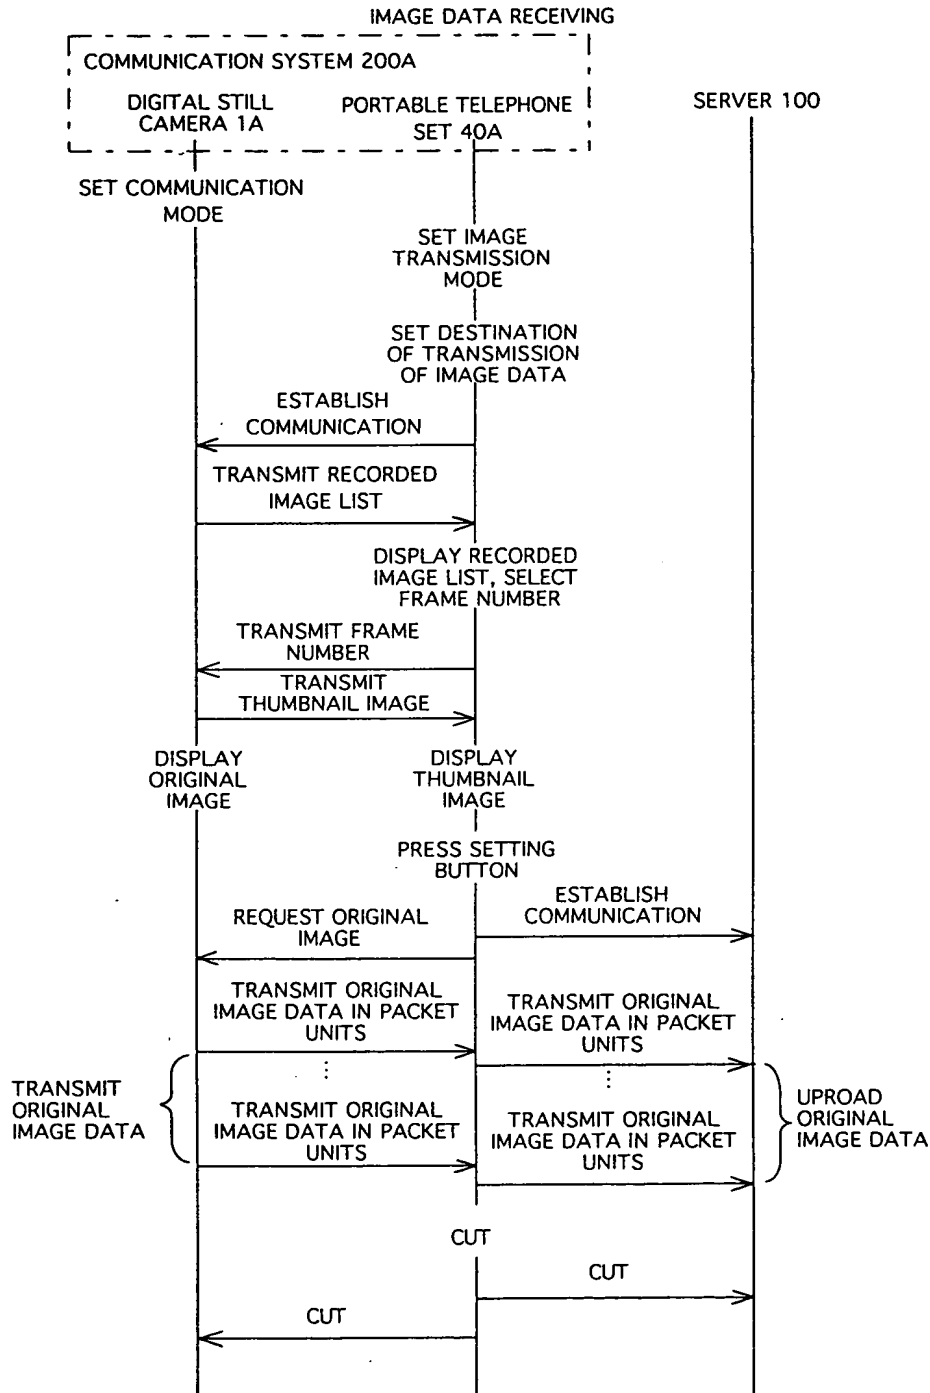 IMAGE DATA RECEIVING
COMMUNICATION SYSTEM 200A
DIGITAL STILL
CAMERA 1A
PORTABLE TELEPHONE
SET 40A
SERVER 100
SET COMMUNICATION
MODE
SET IMAGE
TRANSMISSION
MODE
SET DESTINATION
OF TRANSMISSION
OF IMAGE DATA
ESTABLISH
COMMUNICATION
TRANSMIT RECORDED
IMAGE LIST
DISPLAY RECORDED
IMAGE LIST, SELECT
FRAME NUMBER
TRANSMIT FRAME
NUMBER
TRANSMIT
THUMBNAIL IMAGE
DISPLAY
ORIGINAL
IMAGE
DISPLAY
THUMBNAIL
IMAGE
PRESS SETTING
BUTTON
ESTABLISH
COMMUNICATION
REQUEST ORIGINAL
IMAGE
TRANSMIT ORIGINAL
IMAGE DATA IN PACKET
UNITS
TRANSMIT ORIGINAL
IMAGE DATA IN PACKET
UNITS
TRANSMIT
ORIGINAL
IMAGE DATA
TRANSMIT ORIGINAL
IMAGE DATA IN PACKET
UNITS
TRANSMIT ORIGINAL
IMAGE DATA IN PACKET
UNITS
UPROAD
ORIGINAL
IMAGE DATA
CUT
CUT
CUT